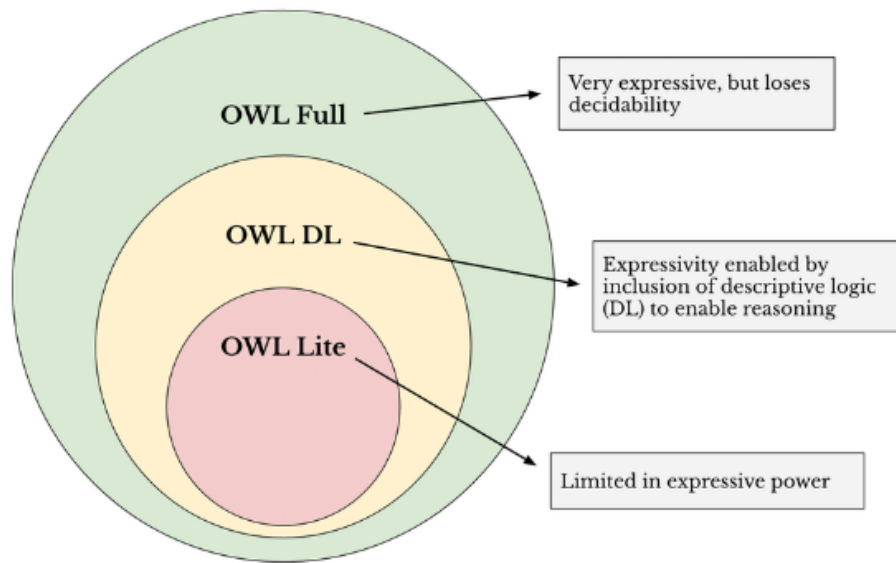 OWL Full
Very expressive, but loses
decidability
OWL DL
Expressivity enabled by
inclusion of descriptive logic
(DL) to enable reasoning
OWL Lite
Limited in expressive power